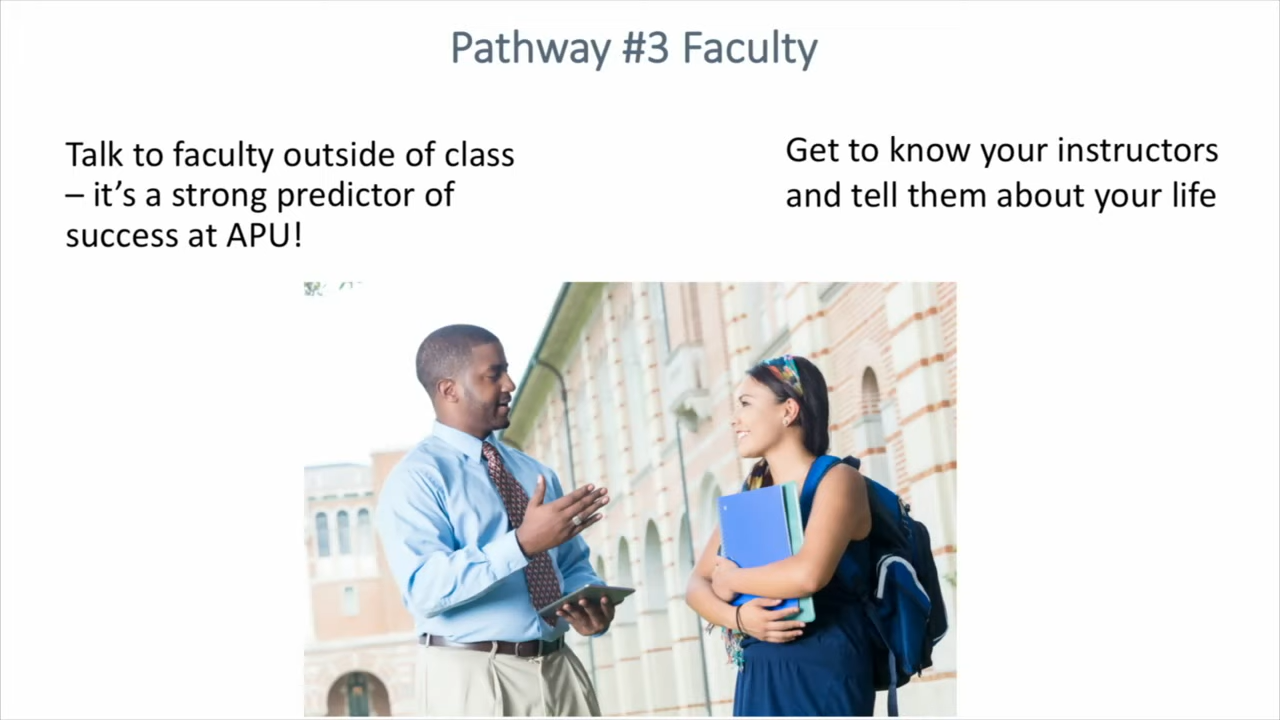 Pathway #3 Faculty
Talk to faculty outside of class
– it’s a strong predictor of
success at APU!
Get to know your instructors
and tell them about your life